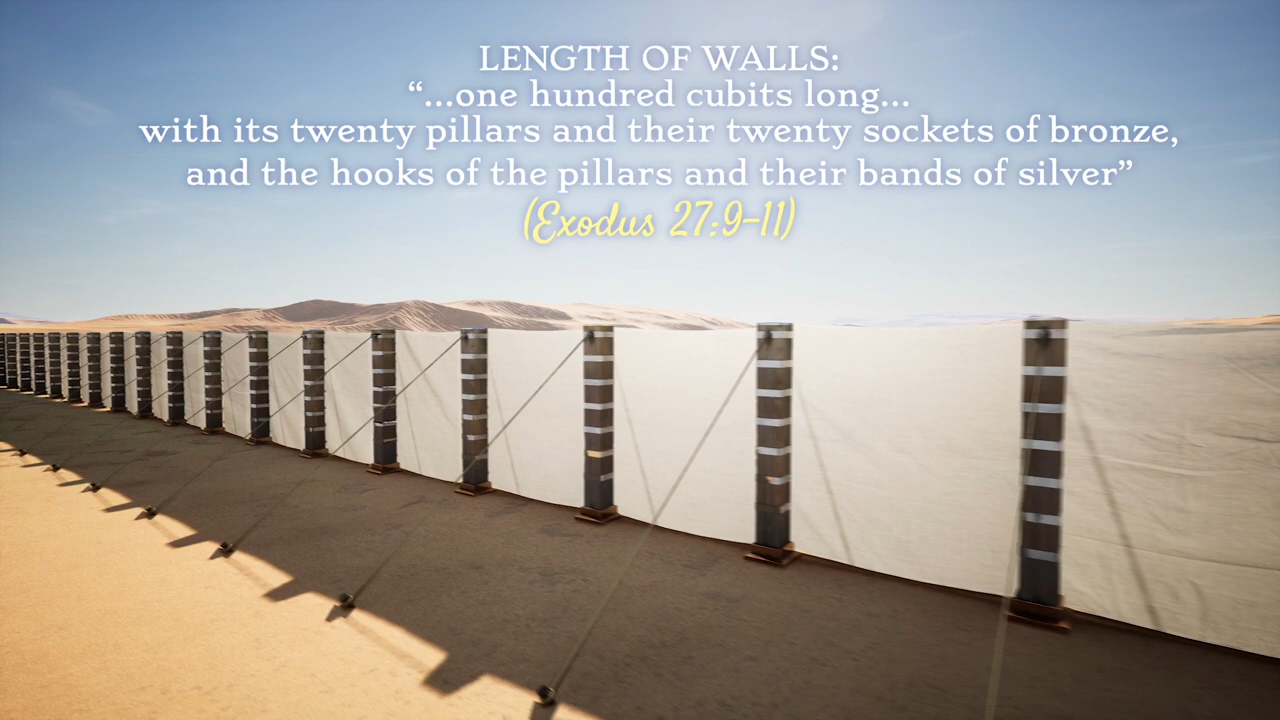 LENGTH OF WALLS:
“...one hundred cubits long...
with its twenty pillars and their twenty sockets of bronze,
and the hooks of the pillars and their bands of silver”
(Exodus 27:9-11)